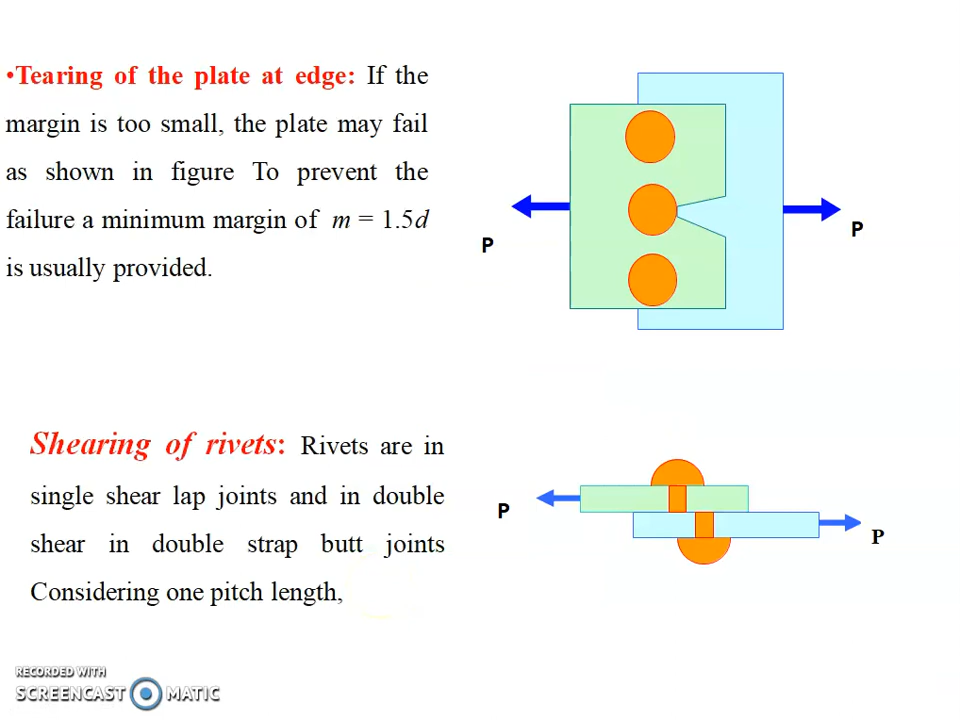 •Tearing of the plate at edge: If the
margin is too small, the plate may fail
as shown in figure To prevent the
failure a minimum margin of m = 1.5d
is usually provided.
P
P
Shearing of rivets: Rivets are in
single shear lap joints and in double
shear in double strap butt joints
Considering one pitch length,
P
P
RECORDED WITH
SCREENCAST MATIC